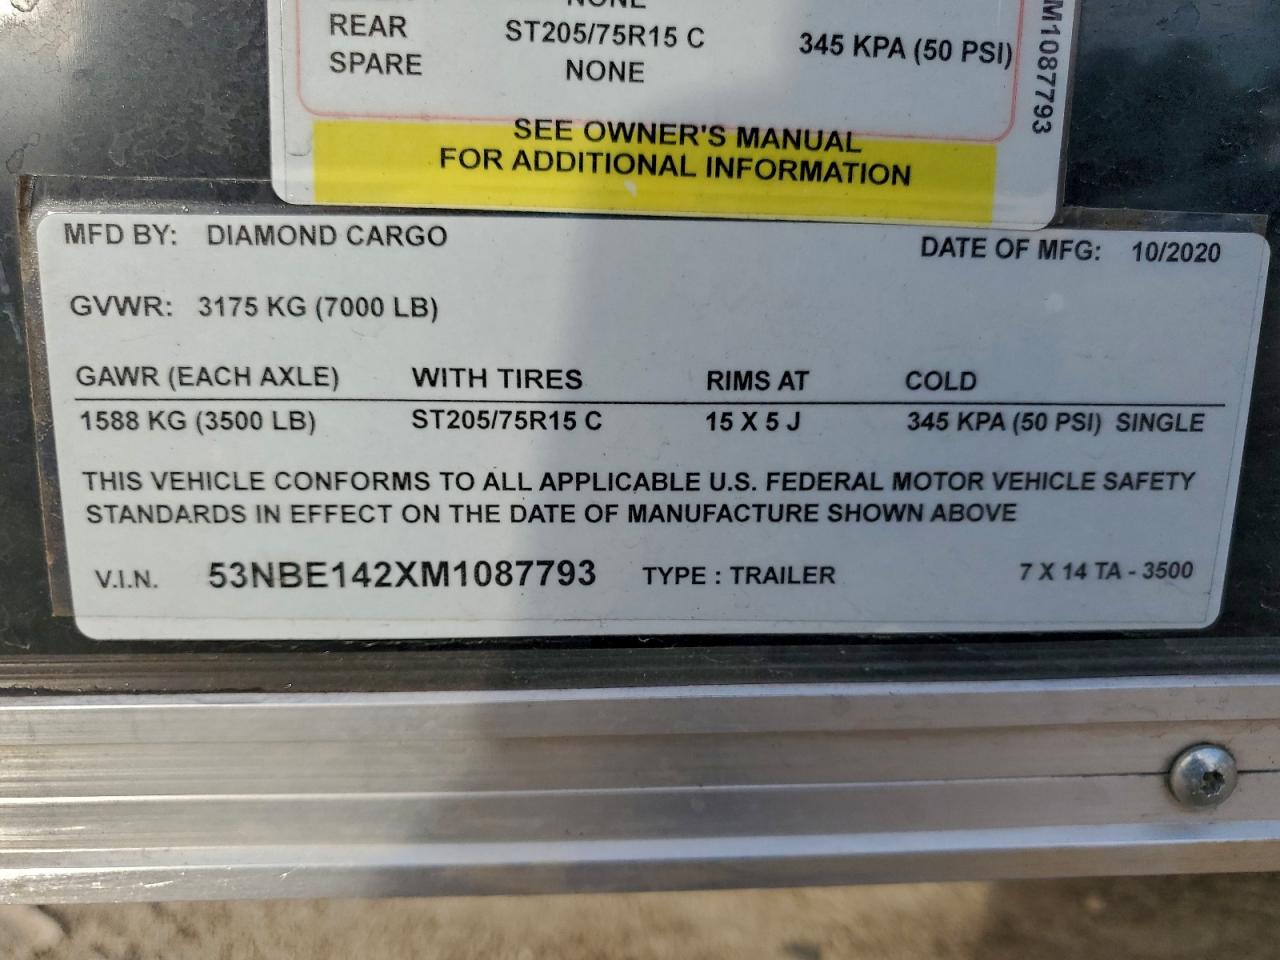 NONE
REAR ST205/75R15 C 345 KPA (50 PSI)
SPARE NONE
M1087793
SEE OWNER'S MANUAL
FOR ADDITIONAL INFORMATION
MFD BY: DIAMOND CARGO DATE OF MFG: 10/2020
GVWR: 3175 KG (7000 LB)
GAWR (EACH AXLE) WITH TIRES RIMS AT COLD
1588 KG (3500 LB) ST205/75R15 C 15 X 5 J 345 KPA (50 PSI) SINGLE
THIS VEHICLE CONFORMS TO ALL APPLICABLE U.S. FEDERAL MOTOR VEHICLE SAFETY
STANDARDS IN EFFECT ON THE DATE OF MANUFACTURE SHOWN ABOVE
V.I.N. 53NBE142XM1087793 TYPE : TRAILER 7 X 14 TA - 3500